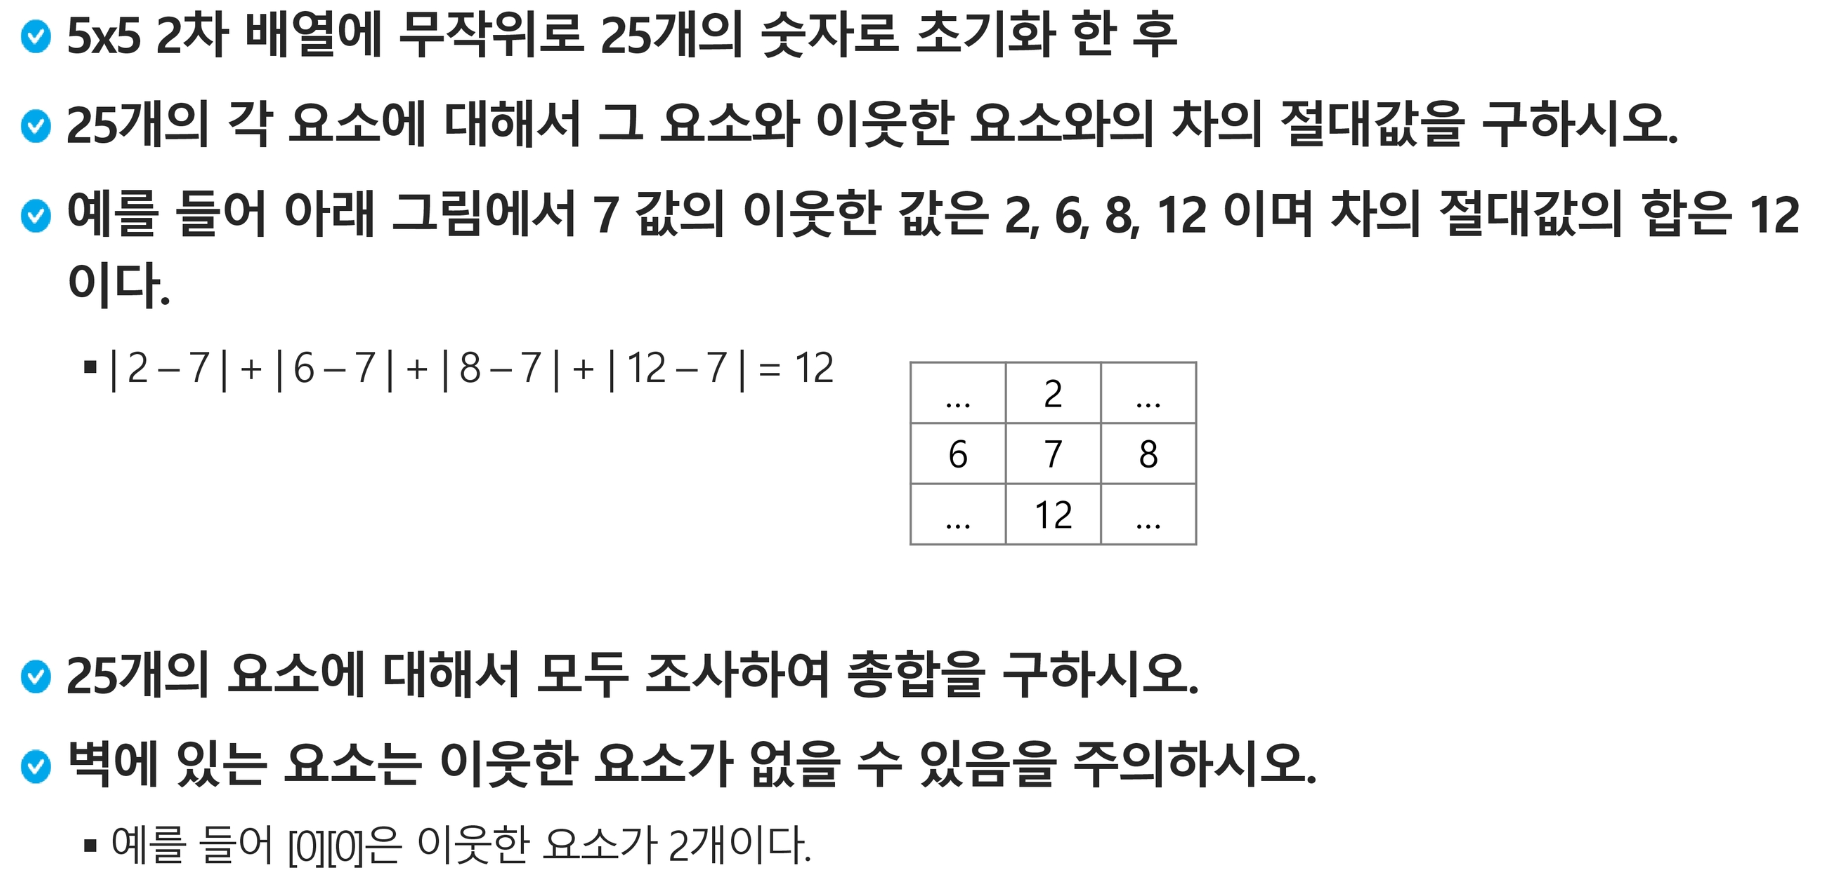 5x5 2차 배열에 무작위로 25개의 숫자로 초기화 한 후
25개의 각 요소에 대해서 그 요소와 이웃한 요소와의 차의 절대값을 구하시오.
예를 들어 아래 그림에서 7 값의 이웃한 값은 2, 6, 8, 12 이며 차의 절대값의 합은 12
이다.
▪ | 2 – 7 | + | 6 – 7 | + | 8 – 7 | + | 12 – 7 | = 12
... 2 ...
6 7 8
... 12 ...
25개의 요소에 대해서 모두 조사하여 총합을 구하시오.
벽에 있는 요소는 이웃한 요소가 없을 수 있음을 주의하시오.
▪ 예를 들어 [0][0]은 이웃한 요소가 2개이다.